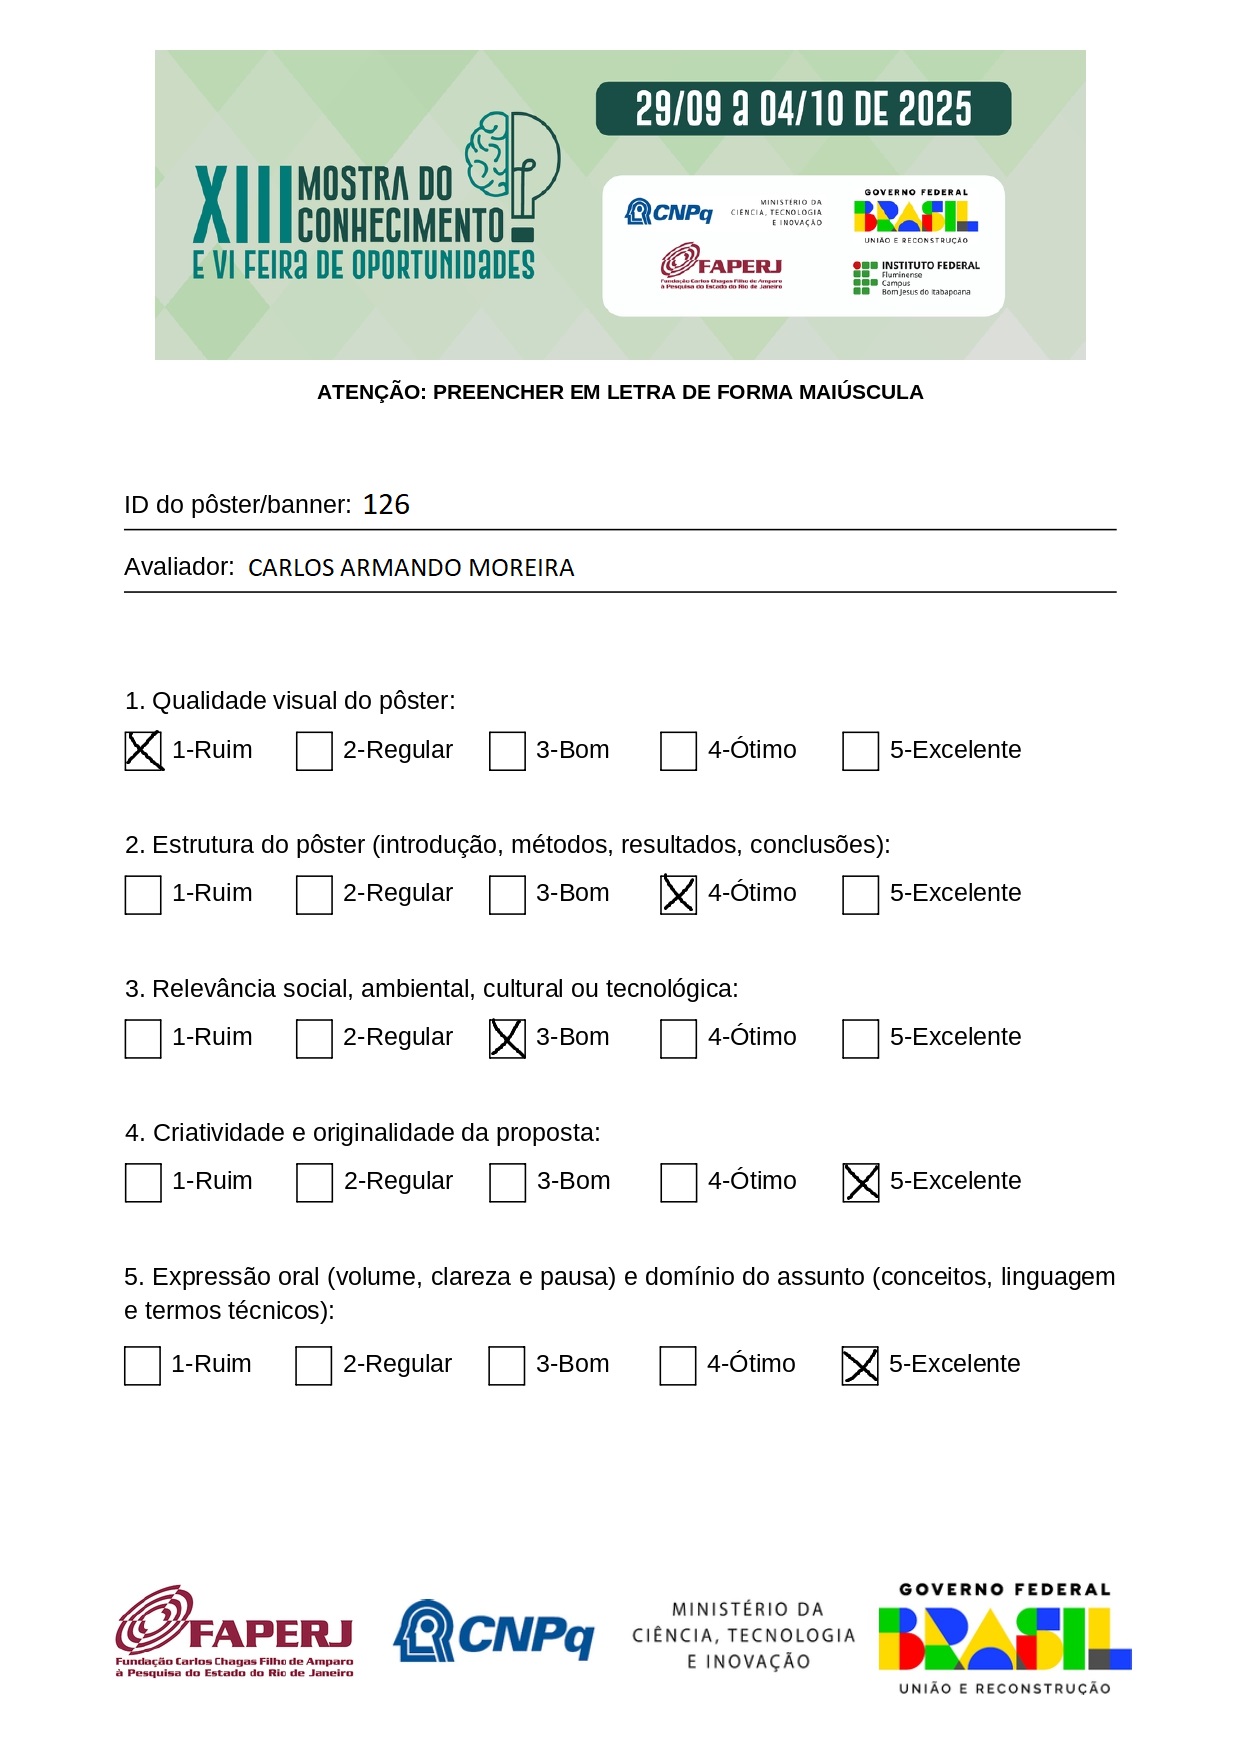 29/09 a 04/10 DE 2025
XIII MOSTRA DO
CONHECIMENTO
E VI FEIRA DE OPORTUNIDADES
CNPq
MINISTÉRIO DA
CIÊNCIA, TECNOLOGIA
E INOVAÇÃO
GOVERNO FEDERAL
BRASIL
UNIÃO E RECONSTRUÇÃO
FAPERJ
Fundação Carlos Chagas Filho de Amparo
à Pesquisa do Estado do Rio de Janeiro
INSTITUTO FEDERAL
Fluminense
Campus
Bom Jesus do Itabapoana
ATENÇÃO: PREENCHER EM LETRA DE FORMA MAIÚSCULA
ID do pôster/banner: 126
Avaliador: CARLOS ARMANDO MOREIRA
1. Qualidade visual do pôster:
1-Ruim 2-Regular 3-Bom 4-Ótimo 5-Excelente
2. Estrutura do pôster (introdução, métodos, resultados, conclusões):
1-Ruim 2-Regular 3-Bom 4-Ótimo 5-Excelente
3. Relevância social, ambiental, cultural ou tecnológica:
1-Ruim 2-Regular 3-Bom 4-Ótimo 5-Excelente
4. Criatividade e originalidade da proposta:
1-Ruim 2-Regular 3-Bom 4-Ótimo 5-Excelente
5. Expressão oral (volume, clareza e pausa) e domínio do assunto (conceitos, linguagem
e termos técnicos):
1-Ruim 2-Regular 3-Bom 4-Ótimo 5-Excelente
FAPERJ
Fundação Carlos Chagas Filho de Amparo
à Pesquisa do Estado do Rio de Janeiro
CNPq
MINISTÉRIO DA
CIÊNCIA, TECNOLOGIA
E INOVAÇÃO
GOVERNO FEDERAL
BRASIL
UNIÃO E RECONSTRUÇÃO